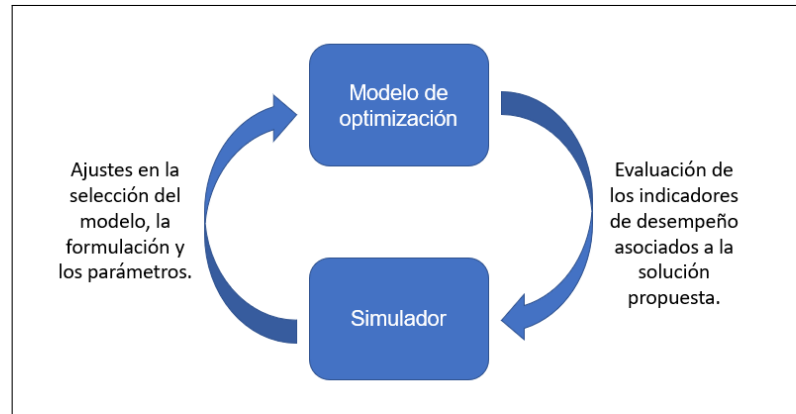 Modelo de
optimización
Ajustes en la
selección del
modelo, la
formulación y
los parámetros.
Evaluación de
los indicadores
de desempeño
asociados a la
solución
propuesta.
Simulador